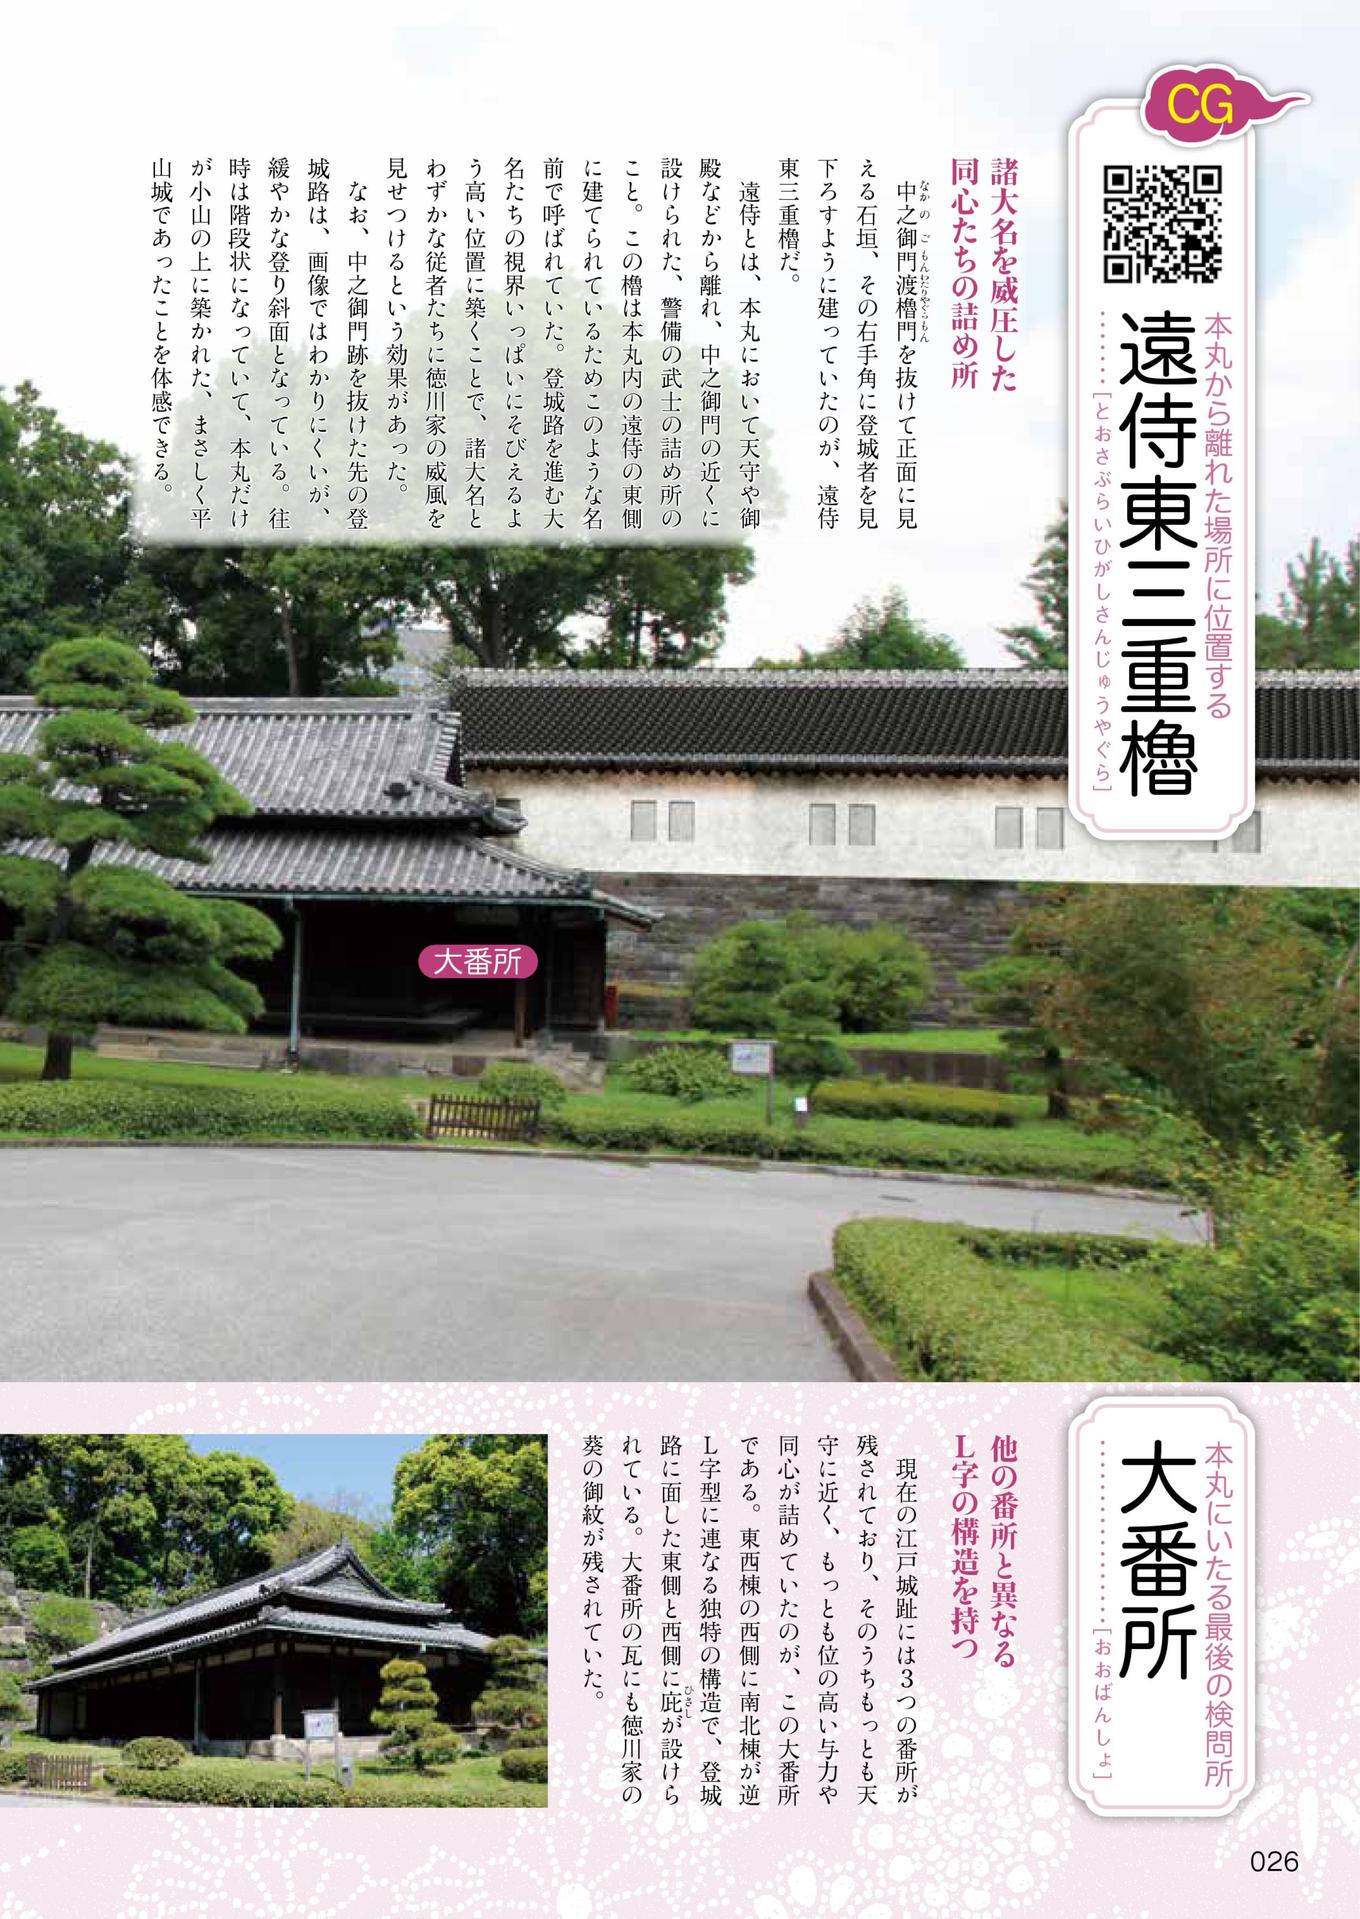 CG
本丸から離れた場所に位置する
遠侍東三重櫓
[とおさぶらいひがしさんじゅうやぐら]
諸大名を威圧した
同心たちの詰め所
中之御門渡櫓門を抜けて正面に見
なかのごもんわたりやぐらもん
える石垣、その右手角に登城者を見
下ろすように建っていたのが、遠侍
東三重櫓だ。
遠侍とは、本丸において天守や御
殿などから離れ、中之御門の近くに
設けられた、警備の武士の詰め所の
こと。この櫓は本丸内の遠侍の東側
に建てられているためこのような名
前で呼ばれていた。登城路を進む大
名たちの視界いっぱいにそびえるよ
う高い位置に築くことで、諸大名と
わずかな従者たちに徳川家の威風を
見せつけるという効果があった。
なお、中之御門跡を抜けた先の登
城路は、画像ではわかりにくいが、
緩やかな登り斜面となっている。往
時は階段状になっていて、本丸だけ
が小山の上に築かれた、まさしく平
山城であったことを体感できる。
大番所
本丸にいたる最後の検問所
大番所
[おおばんしょ]
他の番所と異なる
L字の構造を持つ
現在の江戸城趾には3つの番所が
残されており、そのうちもっとも天
守に近く、もっとも位の高い与力や
同心が詰めていたのが、この大番所
である。東西棟の西側に南北棟が逆
L字型に連なる独特の構造で、登城
路に面した東側と西側に庇が設けら
ひさし
れている。大番所の瓦にも徳川家の
葵の御紋が残されていた。
026